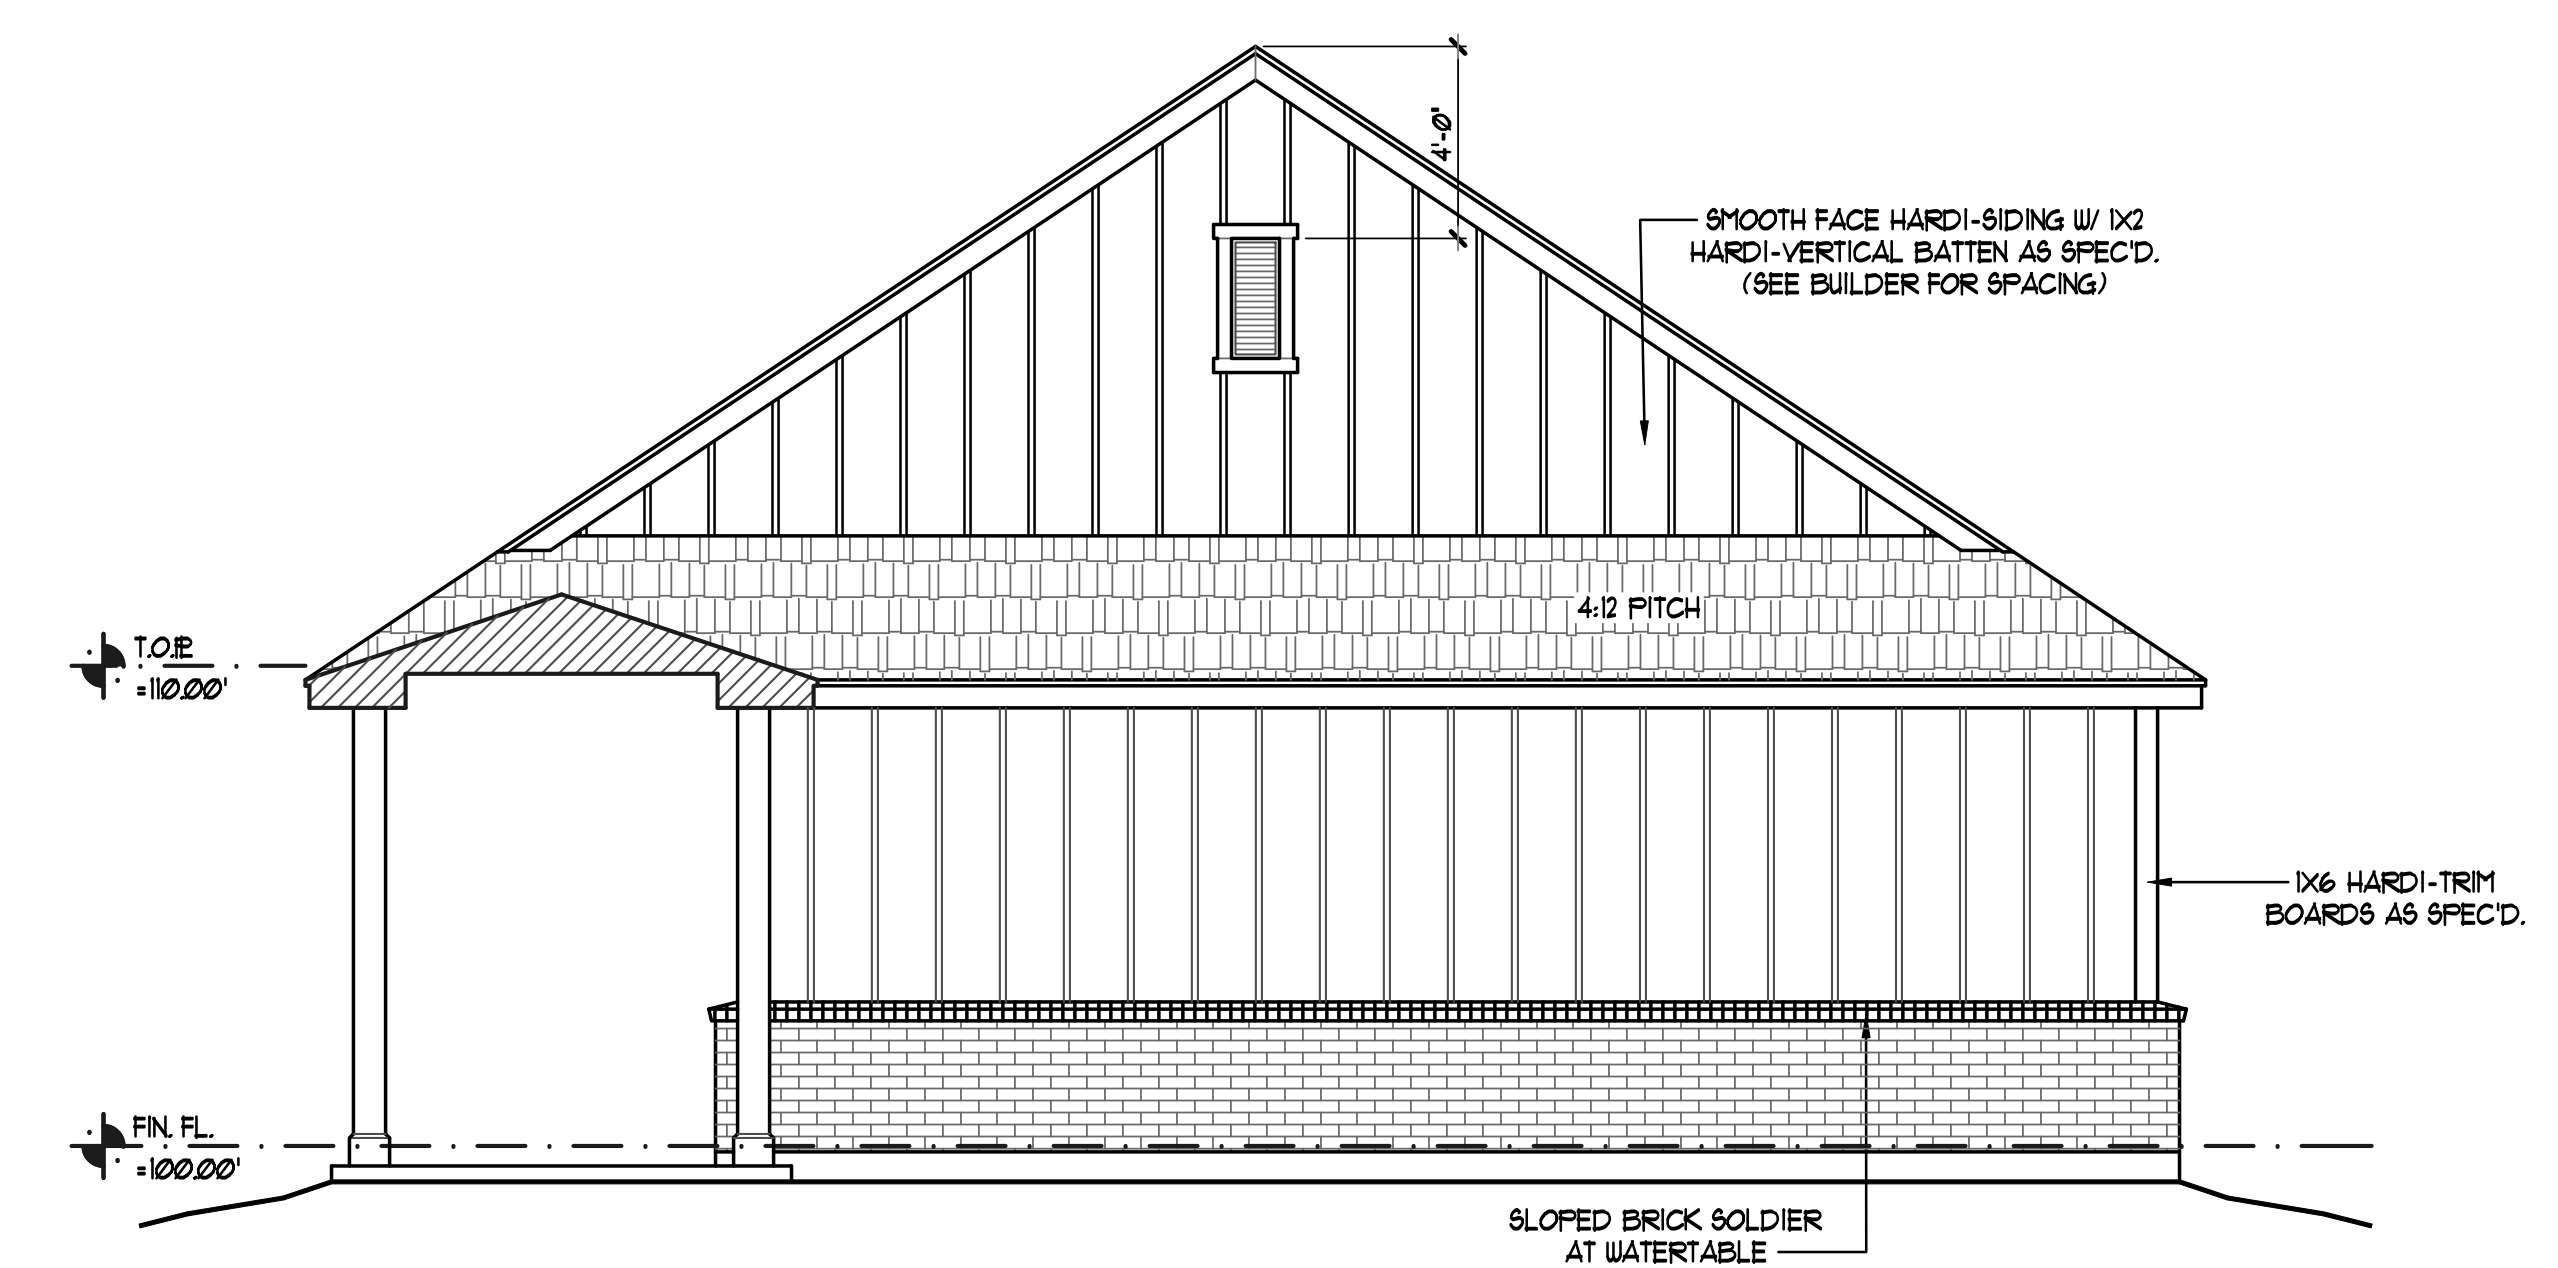 4'-0"
SMOOTH FACE HARDI-SIDING W/ 1X2
HARDI-VERTICAL BATTEN AS SPEC'D.
(SEE BUILDER FOR SPACING)
4:12 PITCH
T.O.P.
=110.00'
1X6 HARDI-TRIM
BOARDS AS SPEC'D.
FIN. FL.
=100.00'
SLOPED BRICK SOLDIER
AT WATERTABLE